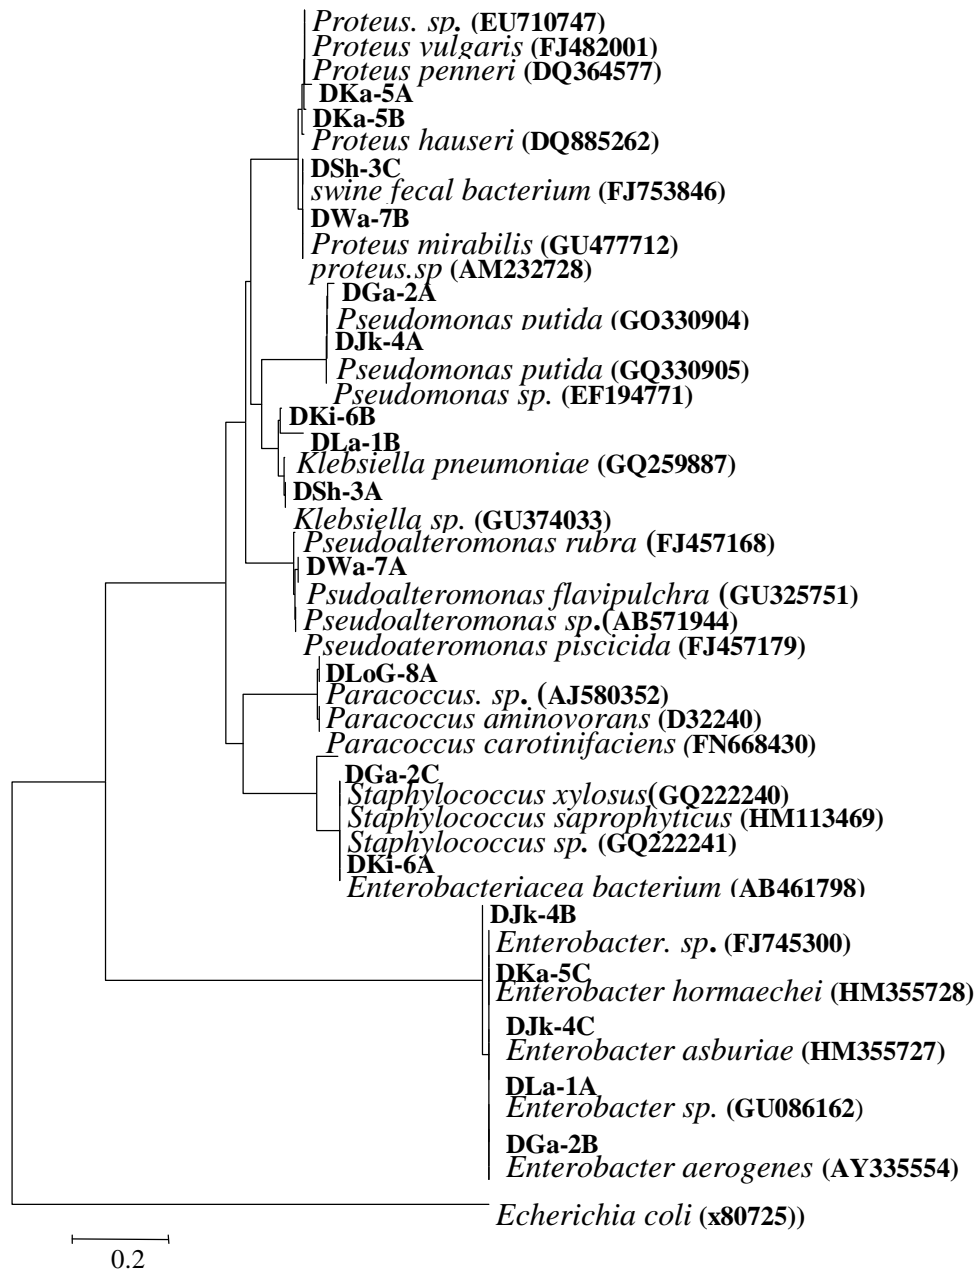 Proteus. sp. (EU710747)
Proteus vulgaris (FJ482001)
Proteus penneri (DQ364577)
DKa-5A
DKa-5B
Proteus hauseri (DQ885262)
DSh-3C
swine fecal bacterium (FJ753846)
DWa-7B
Proteus mirabilis (GU477712)
proteus.sp (AM232728)
DGa-2A
Pseudomonas putida (GO330904)
DJk-4A
Pseudomonas putida (GQ330905)
Pseudomonas sp. (EF194771)
DKi-6B
DLa-1B
Klebsiella pneumoniae (GQ259887)
DSh-3A
Klebsiella sp. (GU374033)
Pseudoalteromonas rubra (FJ457168)
DWa-7A
Psudoalteromonas flavipulchra (GU325751)
Pseudoalteromonas sp.(AB571944)
Pseudoateromonas piscicida (FJ457179)
DLoG-8A
Paracoccus. sp. (AJ580352)
Paracoccus aminovorans (D32240)
Paracoccus carotinifaciens (FN668430)
DGa-2C
Staphylococcus xylosus(GQ222240)
Staphylococcus saprophyticus (HM113469)
Staphylococcus sp. (GQ222241)
DKi-6A
Enterobacteriacea bacterium (AB461798)
DJk-4B
Enterobacter. sp. (FJ745300)
DKa-5C
Enterobacter hormaechei (HM355728)
DJk-4C
Enterobacter asburiae (HM355727)
DLa-1A
Enterobacter sp. (GU086162)
DGa-2B
Enterobacter aerogenes (AY335554)
Echerichia coli (x80725))
0.2